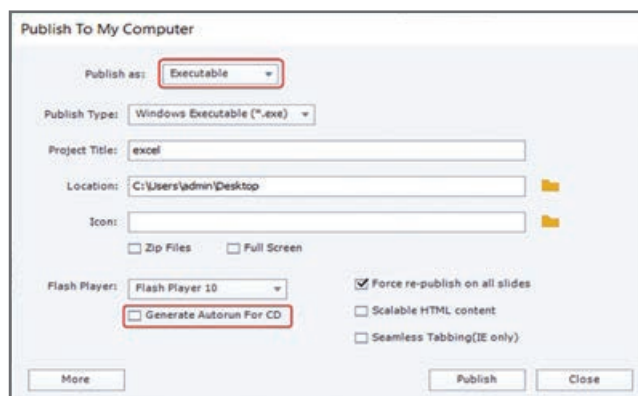 Publish To My Computer
Publish as: Executable
Publish Type: Windows Executable (*.exe)
Project Title: excel
Location: C:\Users\admin\Desktop
Icon:
Zip Files Full Screen
Flash Player: Flash Player 10 Force re-publish on all slides
Generate Autorun For CD Scalable HTML content
Seamless Tabbing(IE only)
More Publish Close